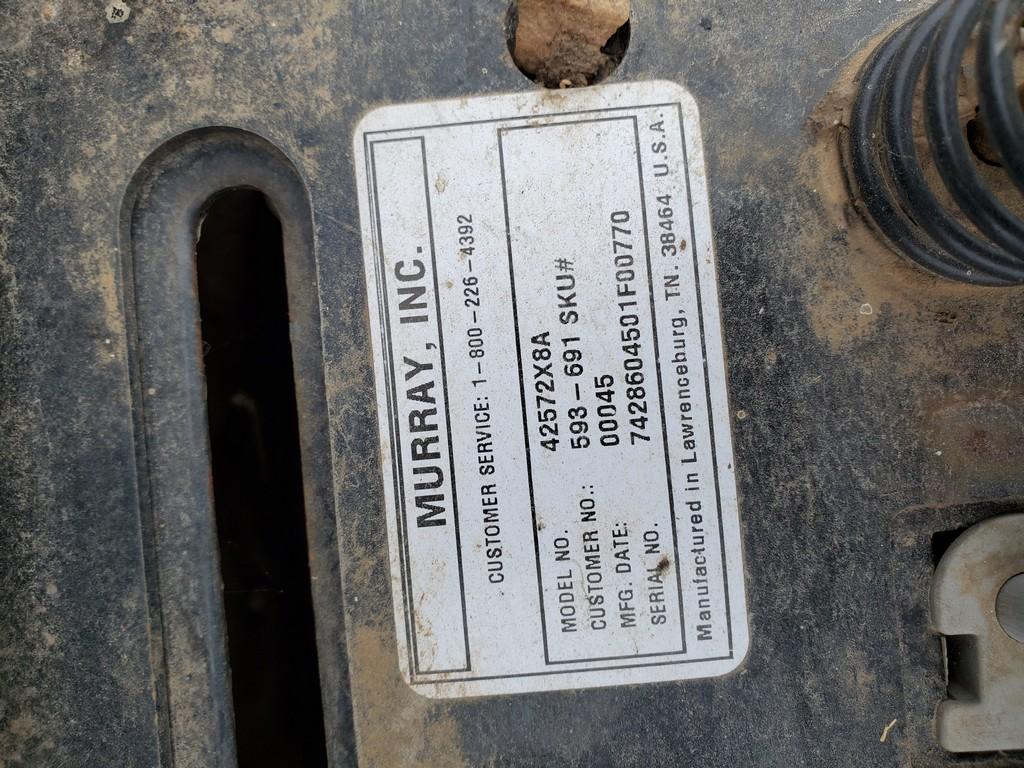 MURRAY, INC.
CUSTOMER SERVICE: 1-800-226-4392
MODEL NO. 42572X8A
CUSTOMER NO.: 593-691 SKU#
MFG. DATE: 00045
SERIAL NO. 7428604501F00770
Manufactured in Lawrenceburg, TN. 38464 U.S.A.